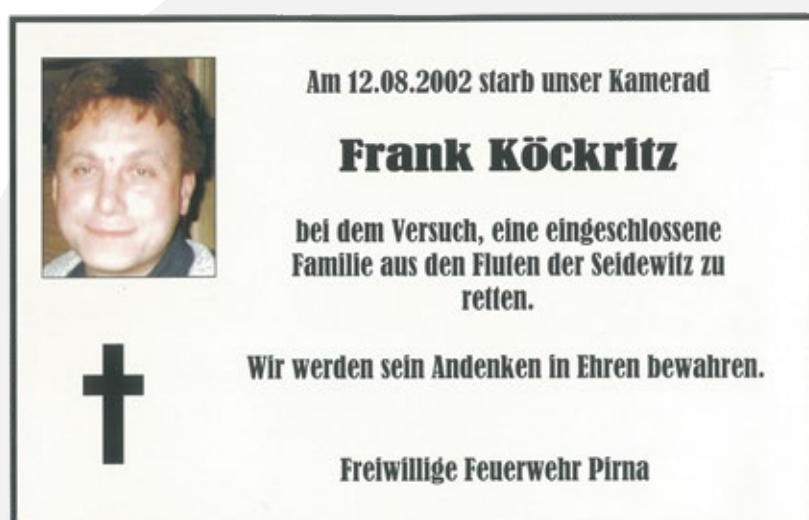 Am 12.08.2002 starb unser Kamerad
Frank Köckritz
bei dem Versuch, eine eingeschlossene
Familie aus den Fluten der Seidewitz zu
retten.
Wir werden sein Andenken in Ehren bewahren.
Freiwillige Feuerwehr Pirna